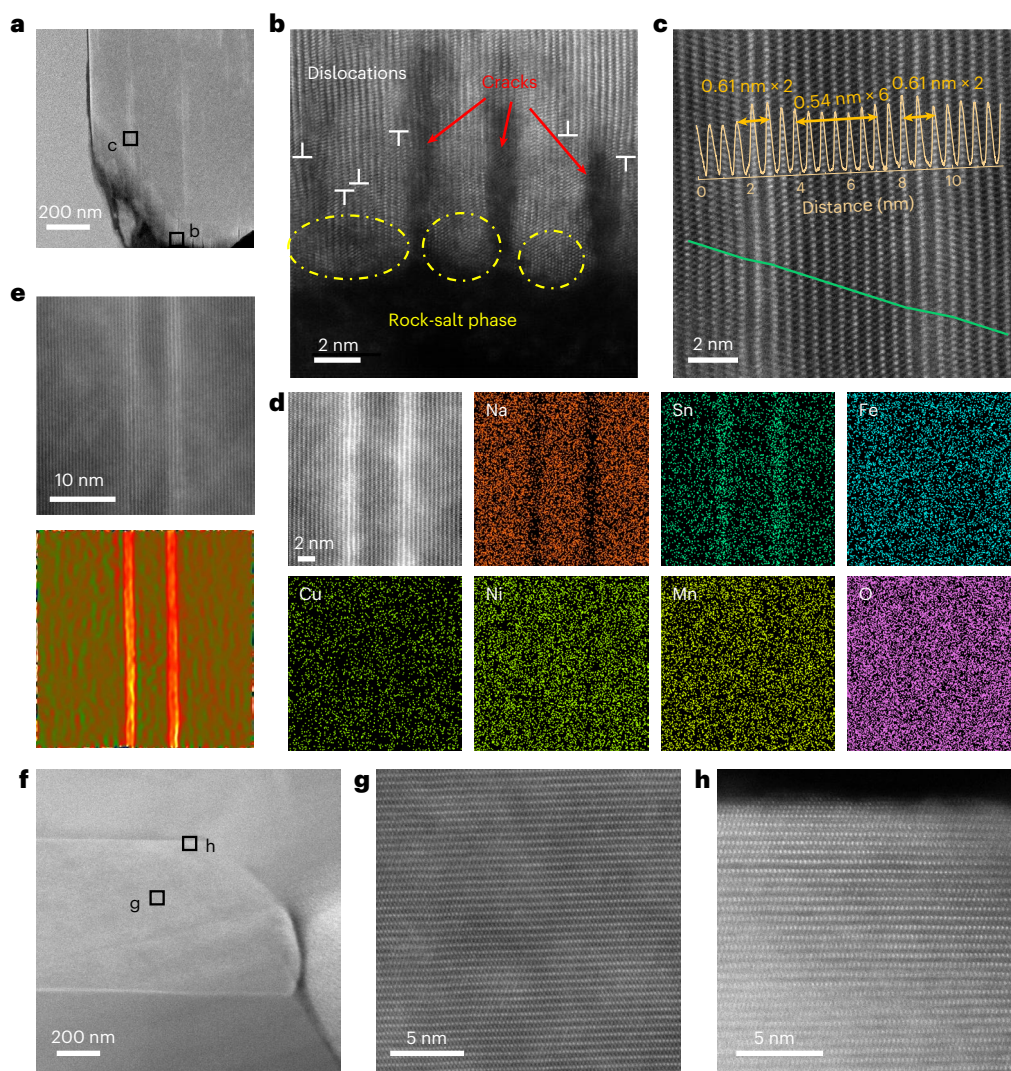 a
c
b
200 nm
b
Dislocations
Cracks
Rock-salt phase
2 nm
c
0.61 nm × 2
0.54 nm × 6
0.61 nm × 2
0 2 4 6 8 10
Distance (nm)
2 nm
e
10 nm
d
2 nm
Na
Sn
Fe
Cu
Ni
Mn
O
f
h
g
200 nm
g
5 nm
h
5 nm